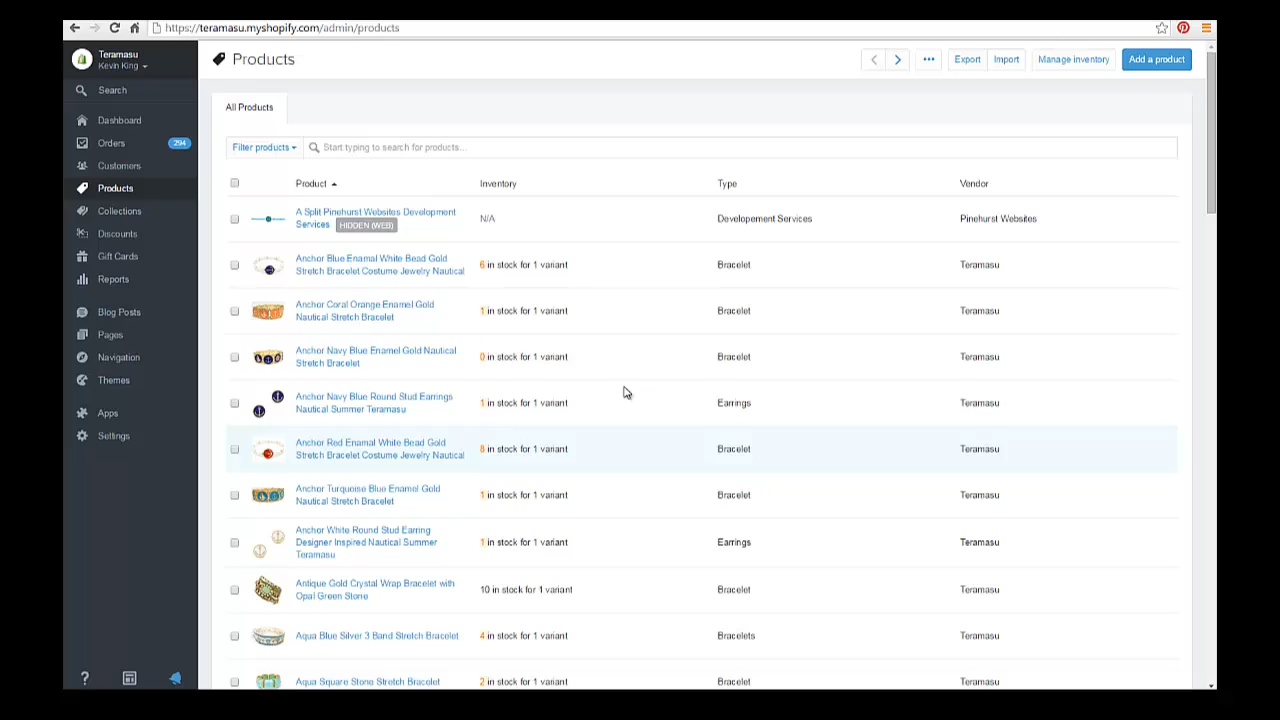 https://teramasu.myshopify.com/admin/products
Teramasu
Kevin King
Search
Dashboard
Orders 294
Customers
Products
Collections
Discounts
Gift Cards
Reports
Blog Posts
Pages
Navigation
Themes
Apps
Settings
?
Products
••• Export Import Manage inventory Add a product
All Products
Filter products Start typing to search for products...
Product Inventory Type Vendor
A Split Pinehurst Websites Development
Services HIDDEN (WEB) N/A Developement Services Pinehurst Websites
Anchor Blue Enamal White Bead Gold
Stretch Bracelet Costume Jewelry Nautical 6 in stock for 1 variant Bracelet Teramasu
Anchor Coral Orange Enamel Gold
Nautical Stretch Bracelet 1 in stock for 1 variant Bracelet Teramasu
Anchor Navy Blue Enamel Gold Nautical
Stretch Bracelet 0 in stock for 1 variant Bracelet Teramasu
Anchor Navy Blue Round Stud Earrings
Nautical Summer Teramasu 1 in stock for 1 variant Earrings Teramasu
Anchor Red Enamal White Bead Gold
Stretch Bracelet Costume Jewelry Nautical 8 in stock for 1 variant Bracelet Teramasu
Anchor Turquoise Blue Enamel Gold
Nautical Stretch Bracelet 1 in stock for 1 variant Bracelet Teramasu
Anchor White Round Stud Earring
Designer Inspired Nautical Summer
Teramasu 1 in stock for 1 variant Earrings Teramasu
Antique Gold Crystal Wrap Bracelet with
Opal Green Stone 10 in stock for 1 variant Bracelet Teramasu
Aqua Blue Silver 3 Band Stretch Bracelet 4 in stock for 1 variant Bracelets Teramasu
Aqua Square Stone Stretch Bracelet 2 in stock for 1 variant Bracelet Teramasu